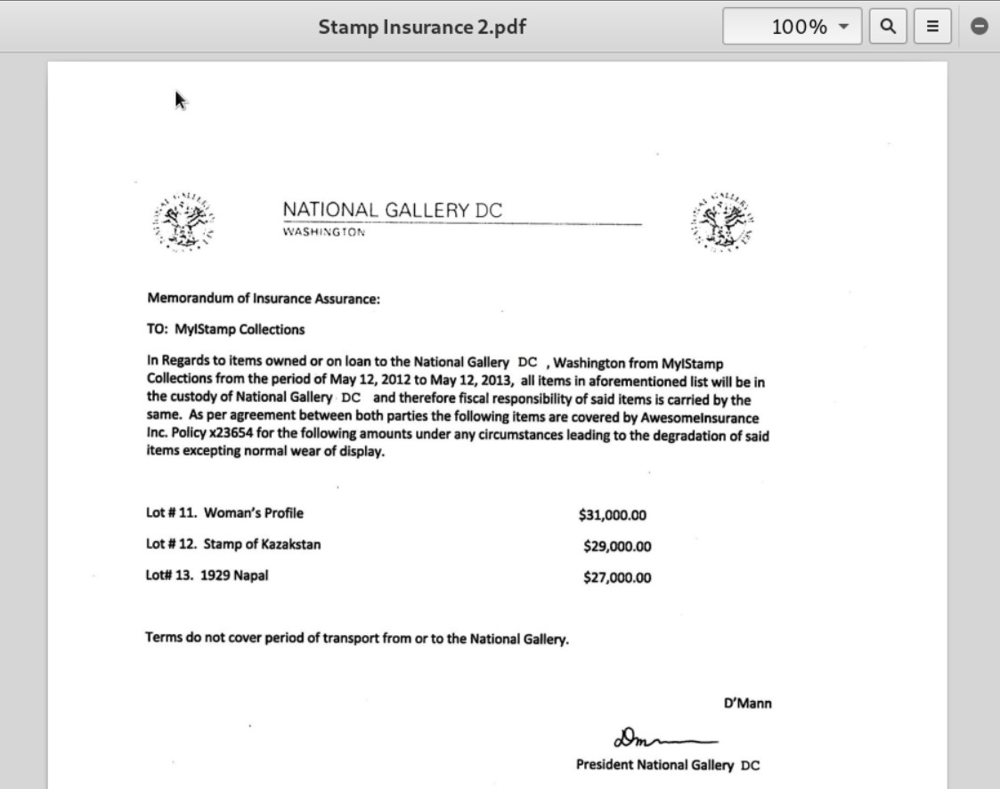 Stamp Insurance 2.pdf
100%
NATIONAL GALLERY DC
WASHINGTON
Memorandum of Insurance Assurance:
TO: MylStamp Collections
In Regards to items owned or on loan to the National Gallery DC , Washington from MylStamp
Collections from the period of May 12, 2012 to May 12, 2013, all items in aforementioned list will be in
the custody of National Gallery DC and therefore fiscal responsibility of said items is carried by the
same. As per agreement between both parties the following items are covered by AwesomeInsurance
Inc. Policy x23654 for the following amounts under any circumstances leading to the degradation of said
items excepting normal wear of display.
Lot # 11. Woman's Profile $31,000.00
Lot # 12. Stamp of Kazakstan $29,000.00
Lot# 13. 1929 Napal $27,000.00
Terms do not cover period of transport from or to the National Gallery.
D'Mann
President National Gallery DC